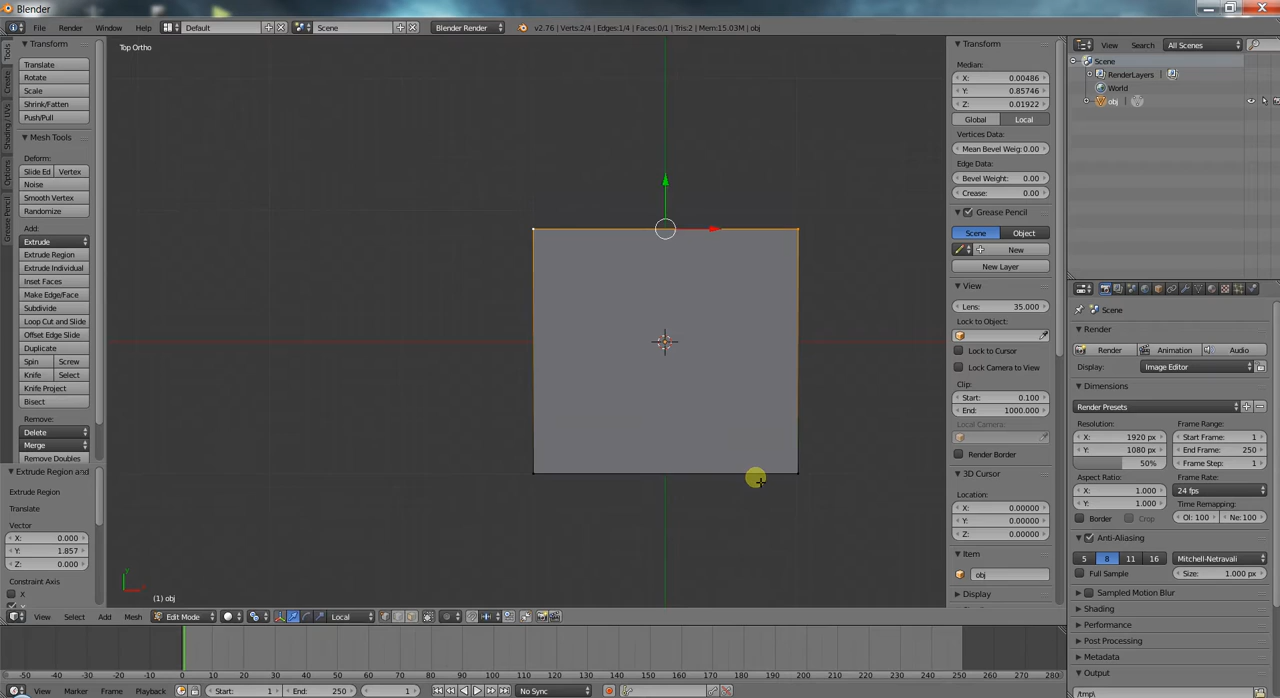 Blender
File Render Window Help Default Scene Blender Render v2.76 | Verts:2/4 | Edges:1/4 | Faces:0/1 | Tris:2 | Mem:15.03M | obj
Tools
Create
Shading / UVs
Options
Grease Pencil
Transform
Translate
Rotate
Scale
Shrink/Fatten
Push/Pull
Mesh Tools
Deform:
Slide Ed Vertex
Noise
Smooth Vertex
Randomize
Add:
Extrude
Extrude Region
Extrude Individual
Inset Faces
Make Edge/Face
Subdivide
Loop Cut and Slide
Offset Edge Slide
Duplicate
Spin Screw
Knife Select
Knife Project
Bisect
Remove:
Delete
Merge
Remove Doubles
Extrude Region and
Extrude Region
Translate
Vector
X: 0.000
Y: 1.857
Z: 0.000
Constraint Axis
X
Top Ortho
(1) obj
Transform
Median:
X: 0.00486
Y: 0.85746
Z: 0.01922
Global Local
Vertices Data:
Mean Bevel Weig: 0.00
Edge Data:
Bevel Weight: 0.00
Crease: 0.00
Grease Pencil
Scene Object
New
New Layer
View
Lens: 35.000
Lock to Object:
Lock to Cursor
Lock Camera to View
Clip:
Start: 0.100
End: 1000.000
Local Camera:
Render Border
3D Cursor
Location:
X: 0.00000
Y: 0.00000
Z: 0.00000
Item
obj
Display
View Search All Scenes
Scene
RenderLayers
World
obj
Scene
Render
Render Animation Audio
Display: Image Editor
Dimensions
Render Presets
Resolution: Frame Range:
X: 1920 px Start Frame: 1
Y: 1080 px End Frame: 250
50% Frame Step: 1
Aspect Ratio: Frame Rate:
X: 1.000 24 fps
Y: 1.000 Time Remapping:
Border Crop Ol: 100 Ne:100
Anti-Aliasing
5 8 11 16 Mitchell-Netravali
Full Sample Size: 1.000 px
Sampled Motion Blur
Shading
Performance
Post Processing
Metadata
Output
/tmp\
View Select Add Mesh Edit Mode Local
-50 -40 -30 -20 -10 0 10 20 30 40 50 60 70 80 90 100 110 120 130 140 150 160 170 180 190 200 210 220 230 240 250 260 270 280
View Marker Frame Playback Start: 1 End: 250 1 No Sync